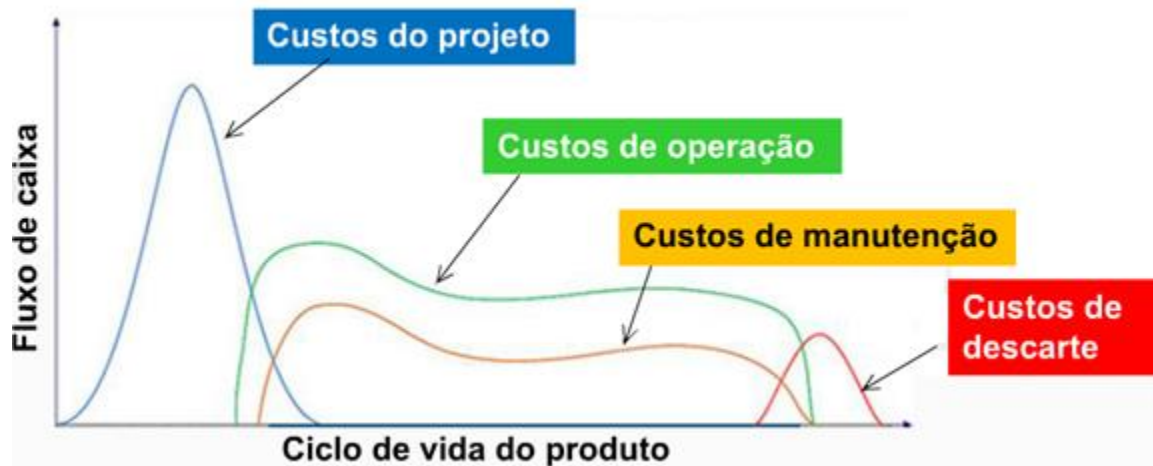 Custos do projeto
Custos de operação
Custos de manutenção
Custos de
descarte
Fluxo de caixa
Ciclo de vida do produto